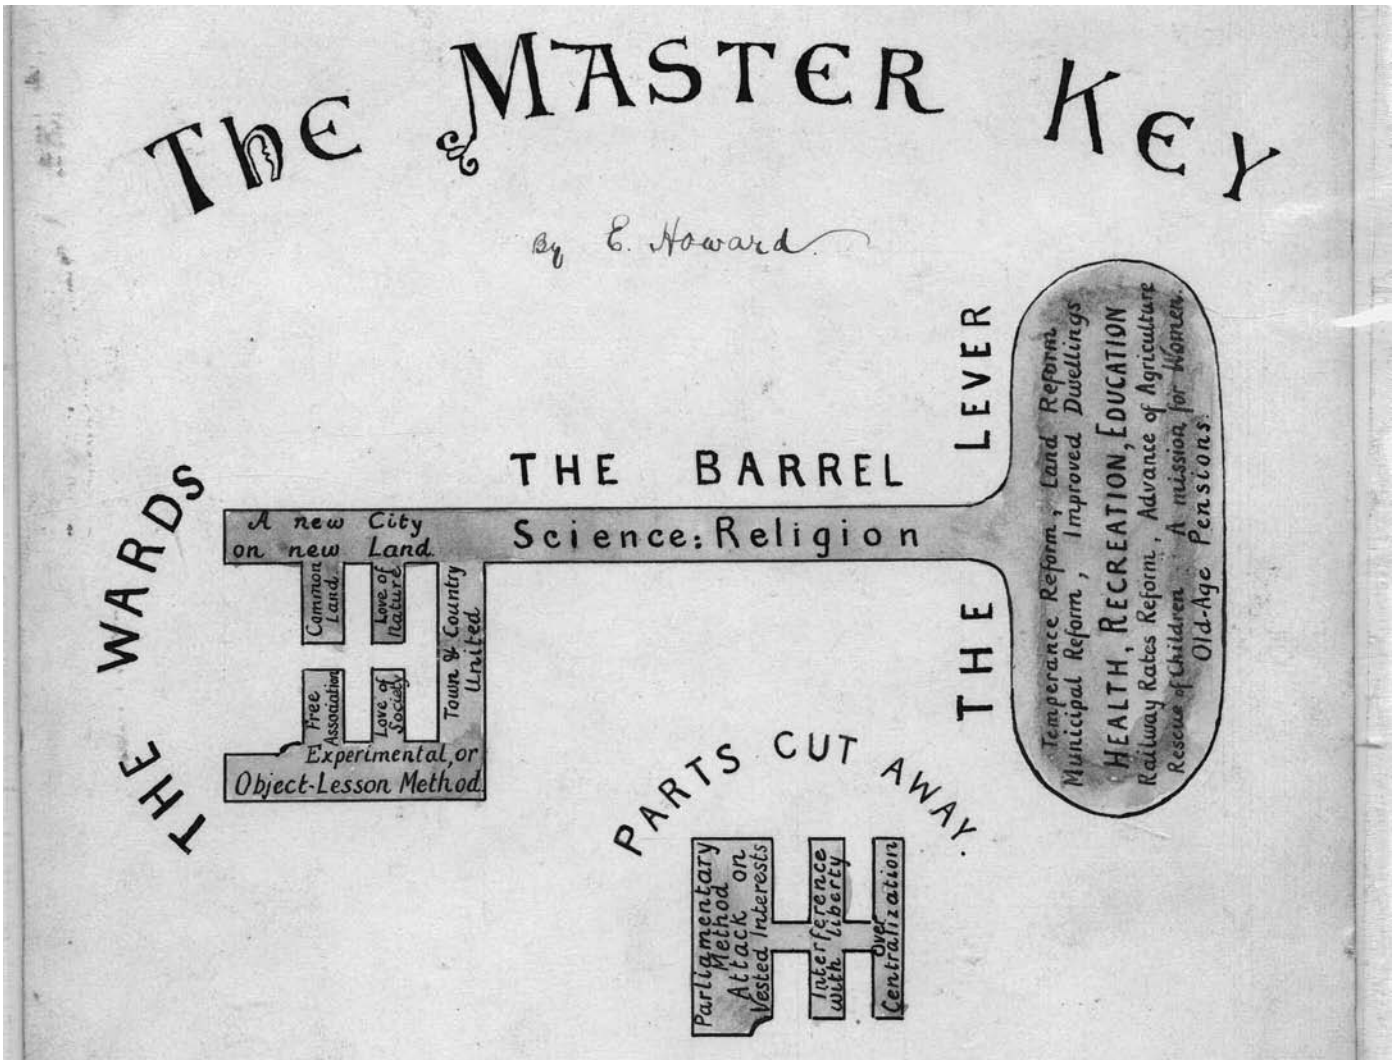 The MASTER KEY
By E. Howard.
THE WARDS
THE BARREL
THE LEVER
A new City
on new Land.
Science: Religion
Common
Land.
Love of
Nature
Free
Association
Love of
Society
Town & Country
United
Experimental, or
Object-Lesson Method.
Temperance Reform, Land Reform
Municipal Reform, Improved Dwellings
HEALTH, RECREATION, EDUCATION
Railway Rates Reform, Advance of Agriculture
Rescue of Children A mission for Women.
Old-Age Pensions.
PARTS CUT AWAY.
Parliamentary
Method
Attack on
Vested Interests
Interference
with liberty
Over
Centralization